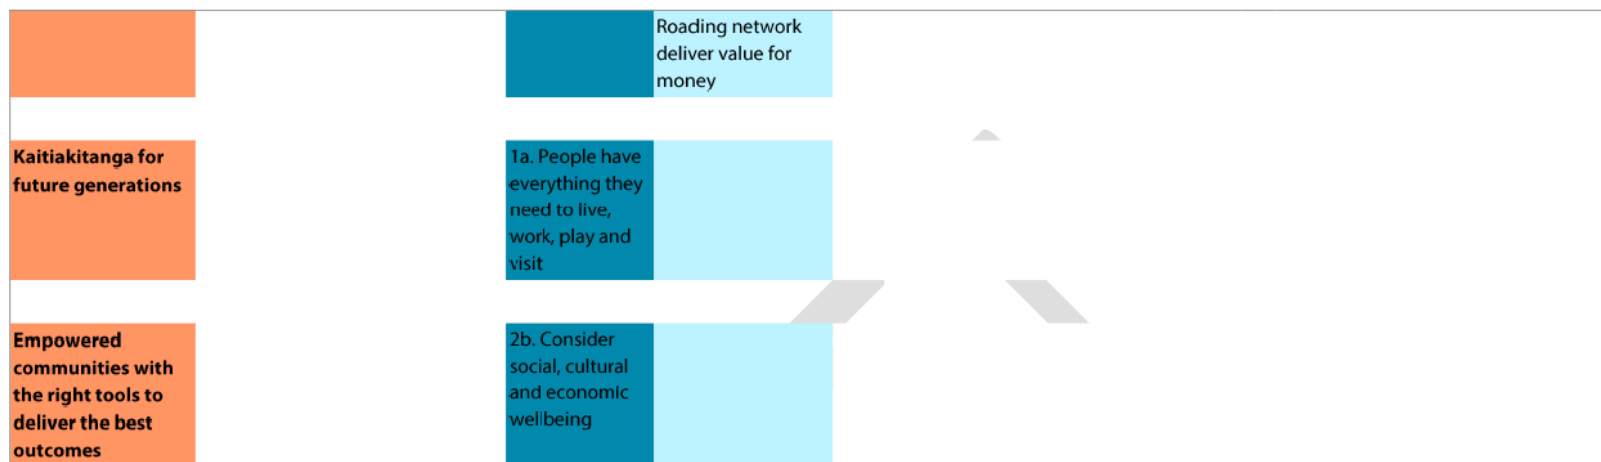 Roading network
deliver value for
money
Kaitiakitanga for
future generations
1a. People have
everything they
need to live,
work, play and
visit
Empowered
communities with
the right tools to
deliver the best
outcomes
2b. Consider
social, cultural
and economic
wellbeing